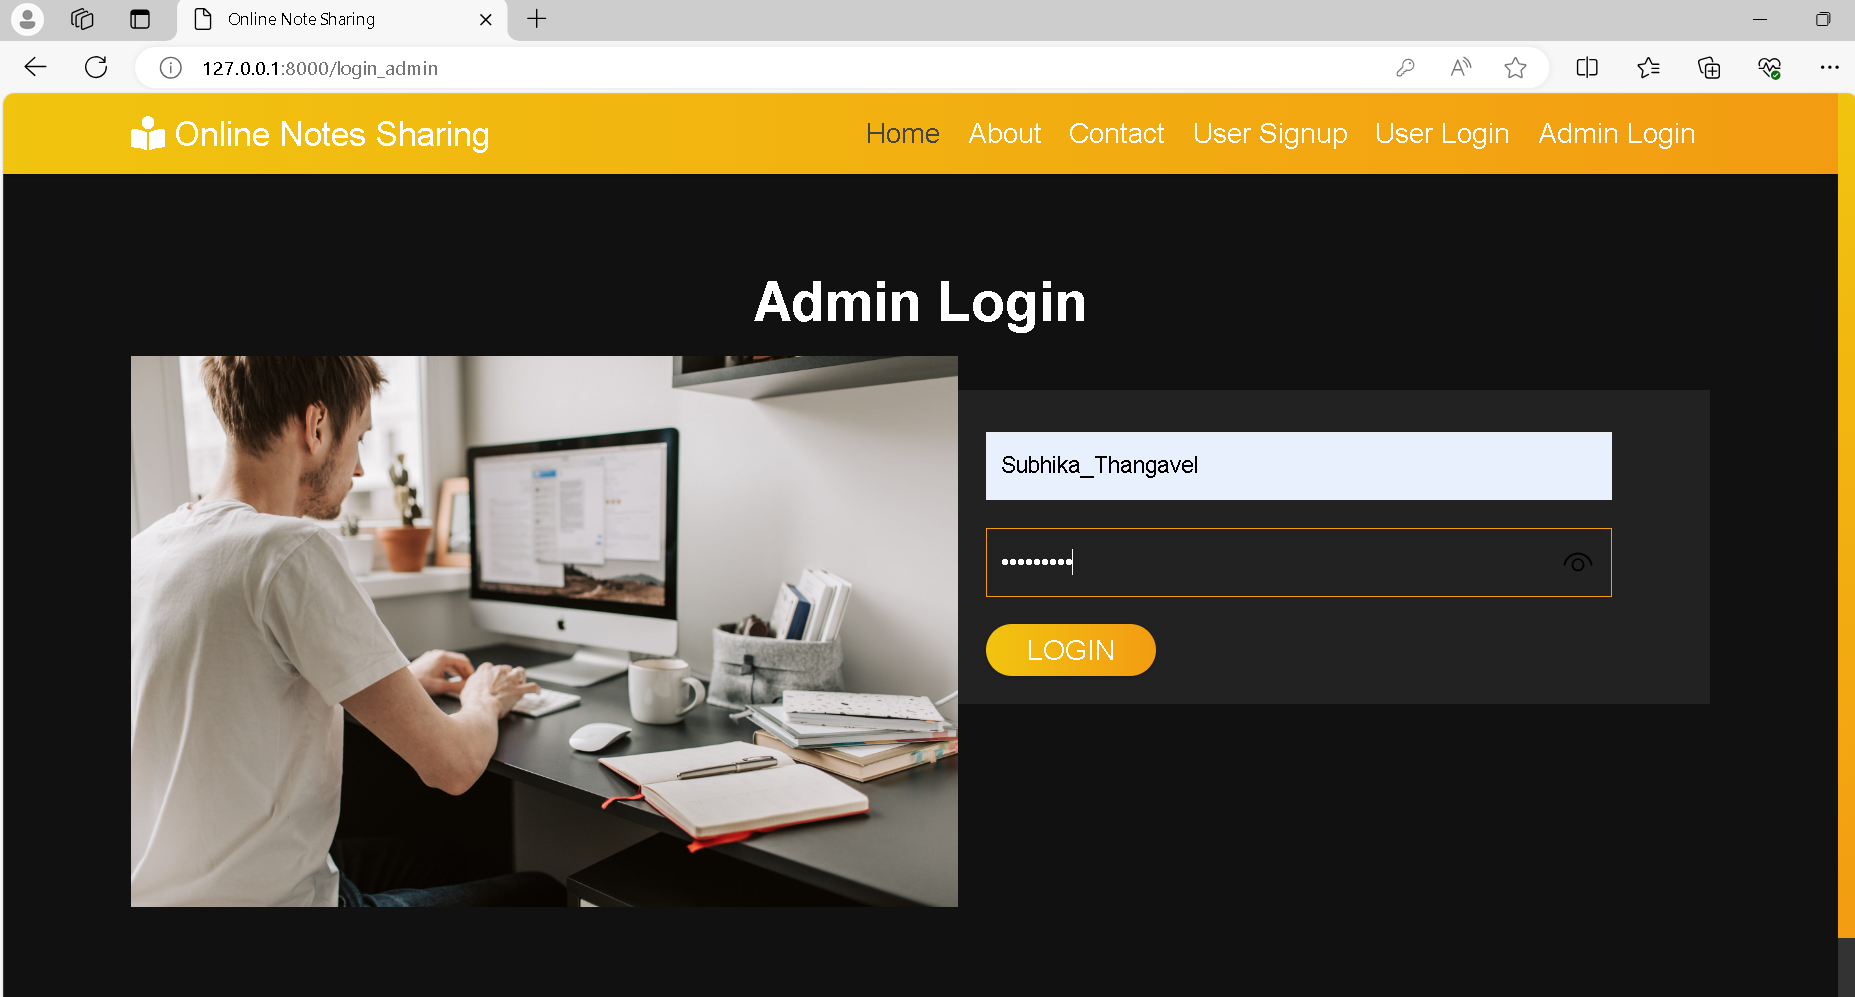 Online Note Sharing
127.0.0.1:8000/login_admin
Online Notes Sharing
Home About Contact User Signup User Login Admin Login
Admin Login
Subhika_Thangavel
•••••••••
LOGIN